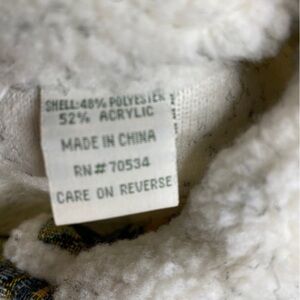 SHELL: 48% POLYESTER
52% ACRYLIC
MADE IN CHINA
RN#70534
CARE ON REVERSE